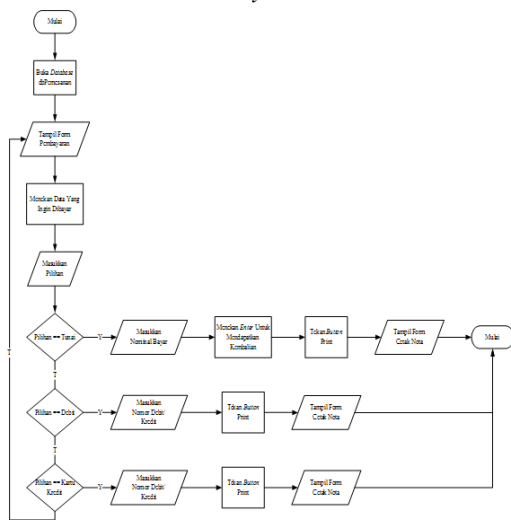 Mulai
Buka Database
dbPemesanan
Tampil Form
Pembayaran
Menekan Data Yang
Ingin Dibayar
Masukkan
Pilihan
Pilihan == Tunai
Y
Masukkan
Nominal Bayar
Menekan Enter Untuk
Mendapatkan
Kembalian
Tekan Button
Print
Tampil Form
Cetak Nota
Mulai
T
T
Pilihan == Debit
Y
Masukkan
Nomor Debit/
Kredit
Tekan Button
Print
Tampil Form
Cetak Nota
T
Pilihan == Kartu
Kredit
Y
Masukkan
Nomor Debit/
Kredit
Tekan Button
Print
Tampil Form
Cetak Nota